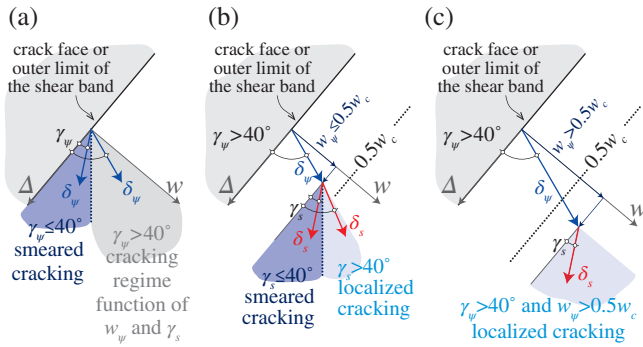 (a)
crack face or
outer limit of
the shear band
γψ
Δ
δψ
δψ
w
γψ≤40°
smeared
cracking
γψ>40°
cracking
regime
function of
wψ and γs
(b)
crack face or
outer limit of
the shear band
wψ≤0.5wc
0.5wc
γψ>40°
δψ
Δ
w
γs
δs
δs
γs≤40°
smeared
cracking
γs>40°
localized
cracking
(c)
crack face or
outer limit of
the shear band
wψ>0.5wc
0.5wc
γψ>40°
δψ
Δ
w
γs
δs
γψ>40° and wψ>0.5wc
localized cracking